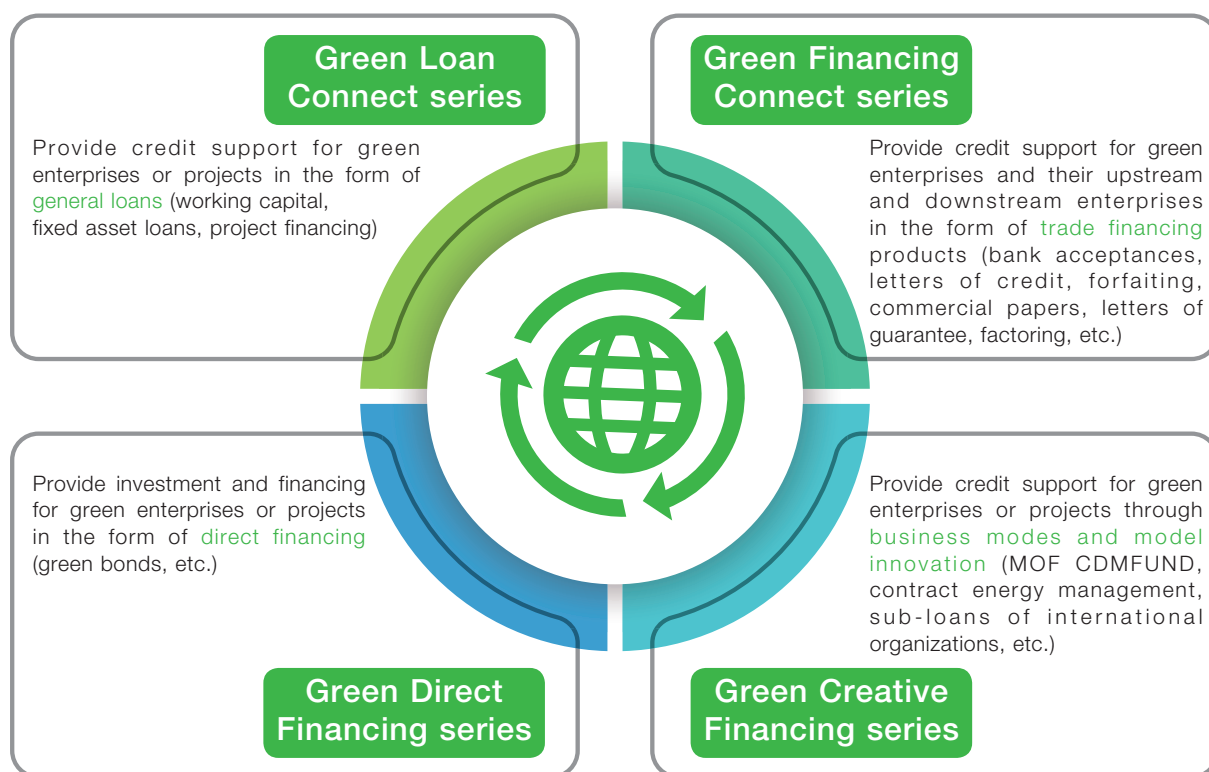 Green Loan
Connect series
Provide credit support for green
enterprises or projects in the form of
general loans (working capital,
fixed asset loans, project financing)
Green Financing
Connect series
Provide credit support for green
enterprises and their upstream
and downstream enterprises
in the form of trade financing
products (bank acceptances,
letters of credit, forfaiting,
commercial papers, letters of
guarantee, factoring, etc.)
Provide investment and financing
for green enterprises or projects
in the form of direct financing
(green bonds, etc.)
Green Direct
Financing series
Provide credit support for green
enterprises or projects through
business modes and model
innovation (MOF CDMFUND,
contract energy management,
sub-loans of international
organizations, etc.)
Green Creative
Financing series